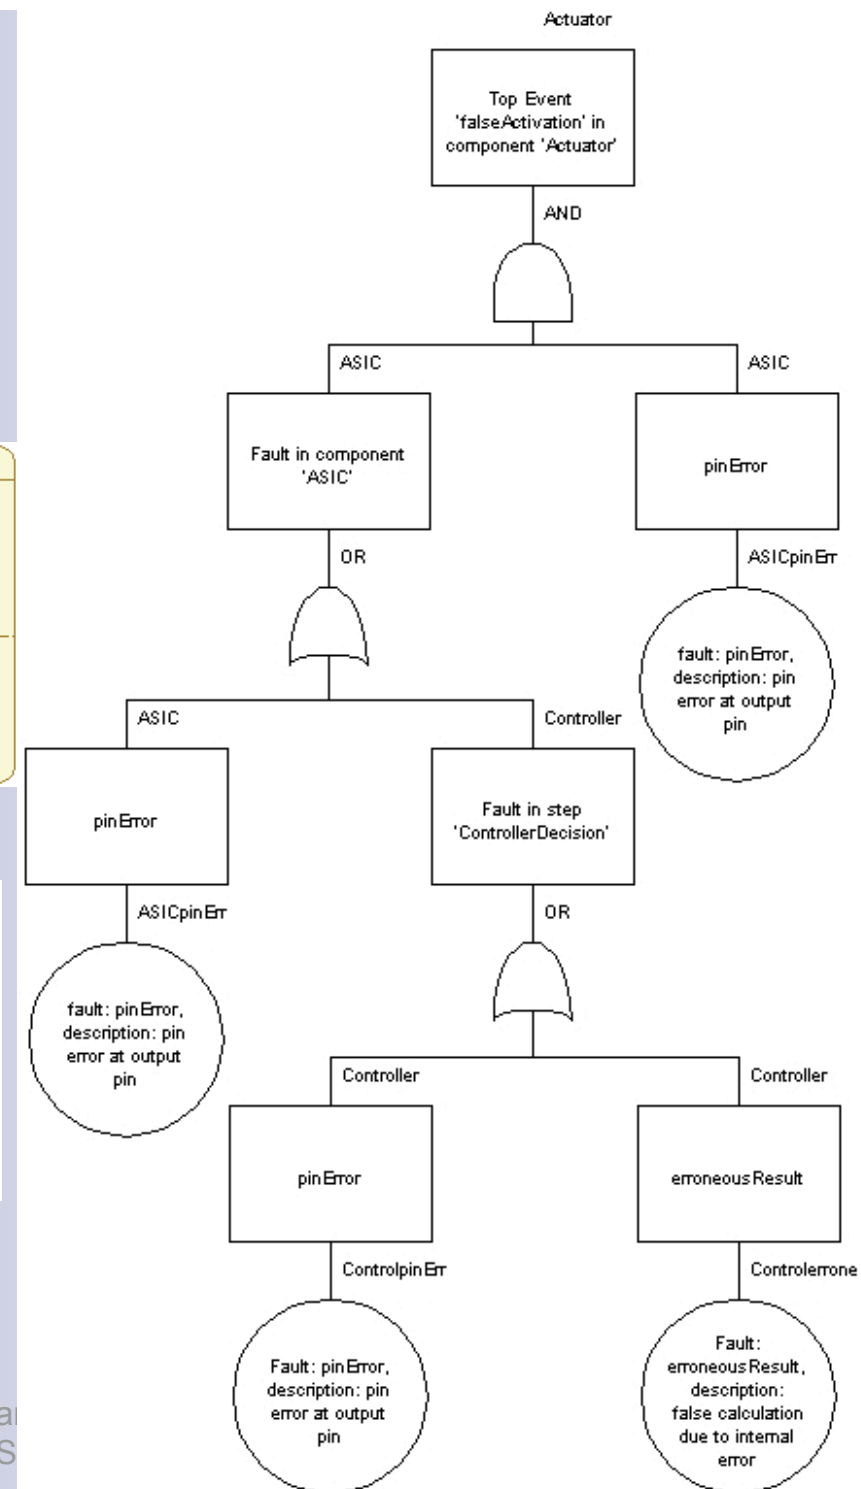 Actuator
Top Event
'falseActivation' in
component 'Actuator'
AND
ASIC
ASIC
Fault in component
'ASIC'
pinError
OR
ASICpinErr
fault: pinError,
description: pin
error at output
pin
ASIC
Controller
pinError
Fault in step
'ControllerDecision'
ASICpinErr
OR
fault: pinError,
description: pin
error at output
pin
Controller
Controller
pinError
erroneousResult
ControlpinErr
Controlerrone
Fault: pinError,
description: pin
error at output
pin
Fault:
erroneousResult,
description:
false calculation
due to internal
error